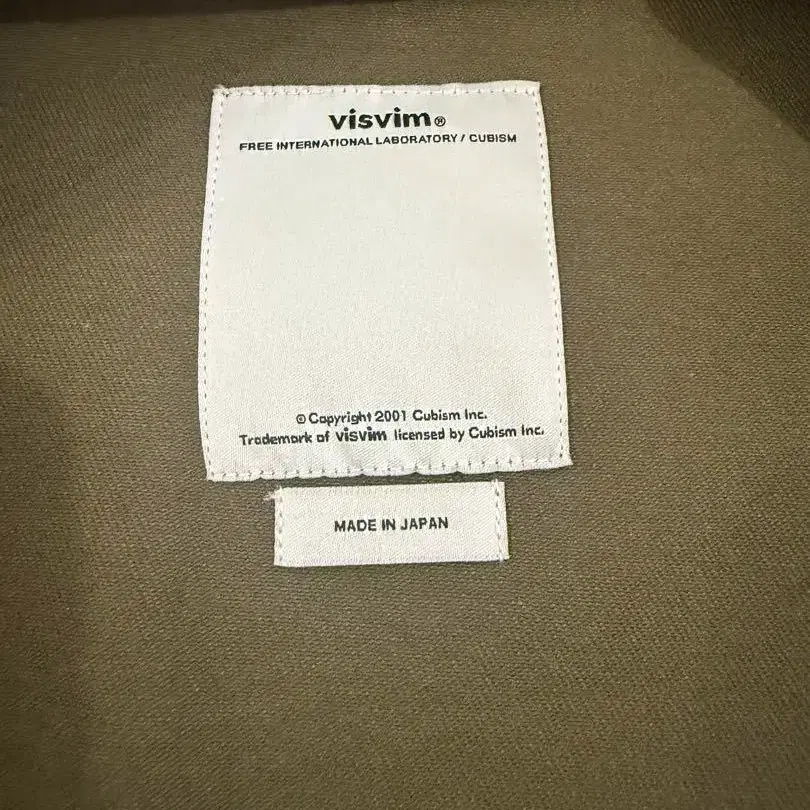 visvim®
FREE INTERNATIONAL LABORATORY / CUBISM
© Copyright 2001 Cubism Inc.
Trademark of visvim licensed by Cubism Inc.
MADE IN JAPAN